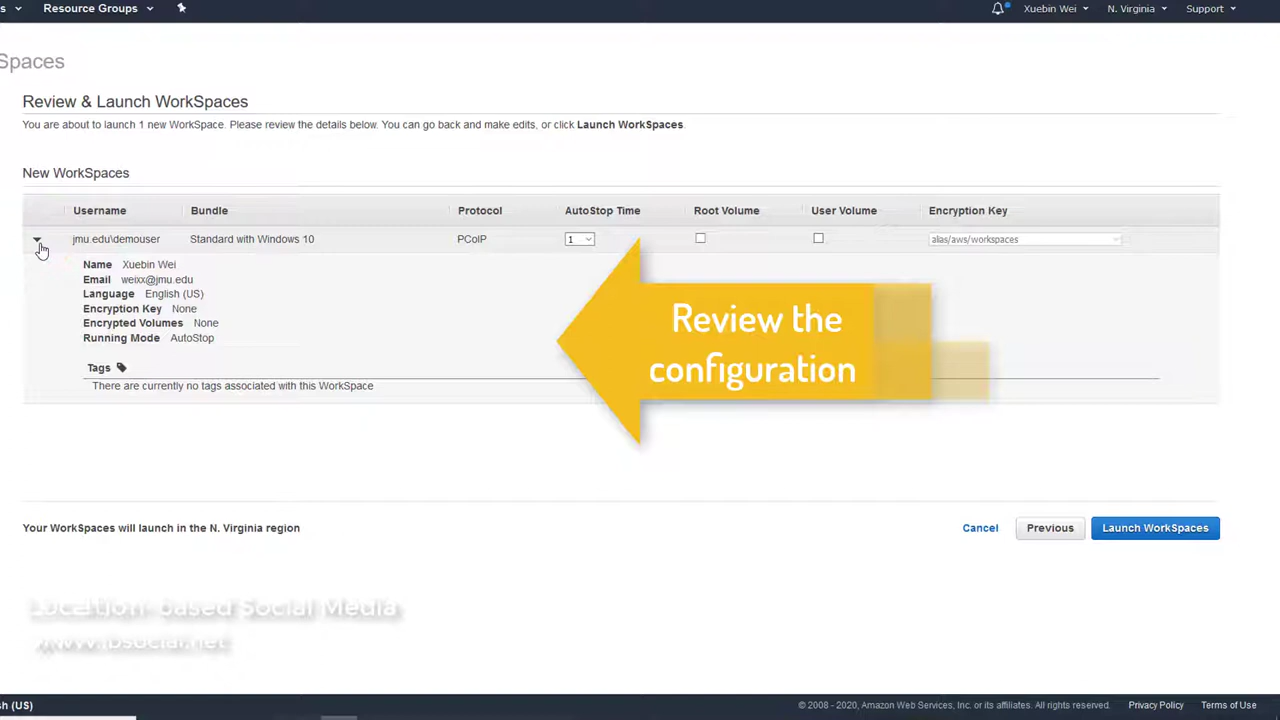 Resource Groups Xuebin Wei N. Virginia Support
Spaces
Review & Launch WorkSpaces
You are about to launch 1 new WorkSpace. Please review the details below. You can go back and make edits, or click Launch WorkSpaces.
New WorkSpaces
Username Bundle Protocol AutoStop Time Root Volume User Volume Encryption Key
jmu.edu\demouser Standard with Windows 10 PCoIP 1 alias/aws/workspaces
Name Xuebin Wei
Email weixx@jmu.edu
Language English (US)
Encryption Key None
Encrypted Volumes None
Running Mode AutoStop
Tags
There are currently no tags associated with this WorkSpace
Review the
configuration
Your WorkSpaces will launch in the N. Virginia region Cancel Previous Launch WorkSpaces
Location-based Social Media
www.lbsocial.net
(US) © 2008 - 2020, Amazon Web Services, Inc. or its affiliates. All rights reserved. Privacy Policy Terms of Use